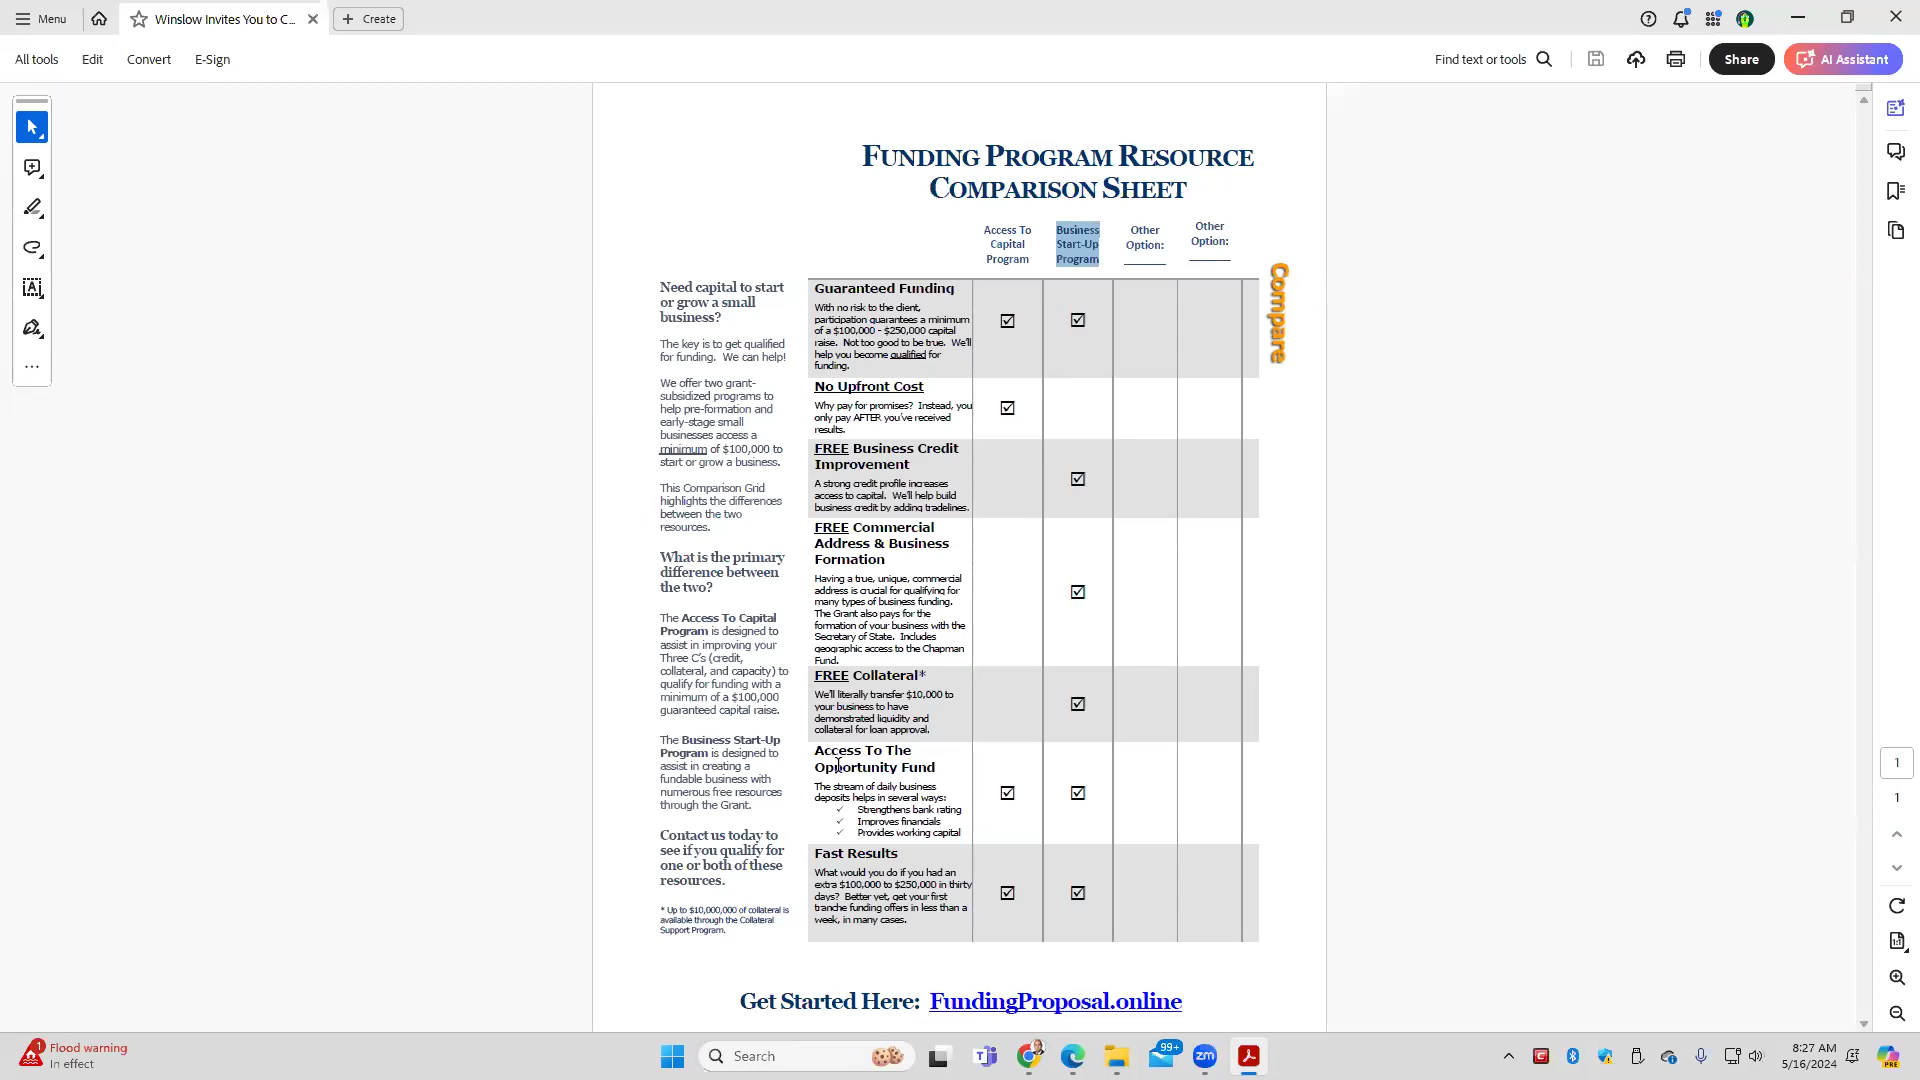 Menu
Winslow Invites You to C...
Create
All tools
Edit
Convert
E-Sign
Find text or tools
Share
AI Assistant
FUNDING PROGRAM RESOURCE
COMPARISON SHEET
Access To
Capital
Program
Business
Start-Up
Program
Other
Option:
Other
Option:
Compare
Need capital to start
or grow a small
business?
The key is to get qualified
for funding. We can help!
We offer two grant-
subsidized programs to
help pre-formation and
early-stage small
businesses access a
minimum of $100,000 to
start or grow a business.
This Comparison Grid
highlights the differences
between the two
resources.
What is the primary
difference between
the two?
The Access To Capital
Program is designed to
assist in improving your
Three C's (credit,
collateral, and capacity) to
qualify for funding with a
minimum of a $100,000
guaranteed capital raise.
The Business Start-Up
Program is designed to
assist in creating a
fundable business with
numerous free resources
through the Grant.
Contact us today to
see if you qualify for
one or both of these
resources.
* Up to $10,000,000 of collateral is
available through the Collateral
Support Program.
Guaranteed Funding
With no risk to the client,
participation guarantees a minimum
of a $100,000 - $250,000 capital
raise. Not too good to be true. We'll
help you become qualified for
funding.
No Upfront Cost
Why pay for promises? Instead, you
only pay AFTER you've received
results.
FREE Business Credit
Improvement
A strong credit profile increases
access to capital. We'll help build
business credit by adding tradelines.
FREE Commercial
Address & Business
Formation
Having a true, unique, commercial
address is crucial for qualifying for
many types of business funding.
The Grant also pays for the
formation of your business with the
Secretary of State. Includes
geographic access to the Chapman
Fund.
FREE Collateral*
We'll literally transfer $10,000 to
your business to have
demonstrated liquidity and
collateral for loan approval.
Access To The
Opportunity Fund
The stream of daily business
deposits helps in several ways:
✓ Strengthens bank rating
✓ Improves financials
✓ Provides working capital
Fast Results
What would you do if you had an
extra $100,000 to $250,000 in thirty
days? Better yet, get your first
tranche funding offers in less than a
week, in many cases.
Get Started Here: FundingProposal.online
1
1
1
Flood warning
In effect
Search
99+
zm
8:27 AM
5/16/2024
PRE